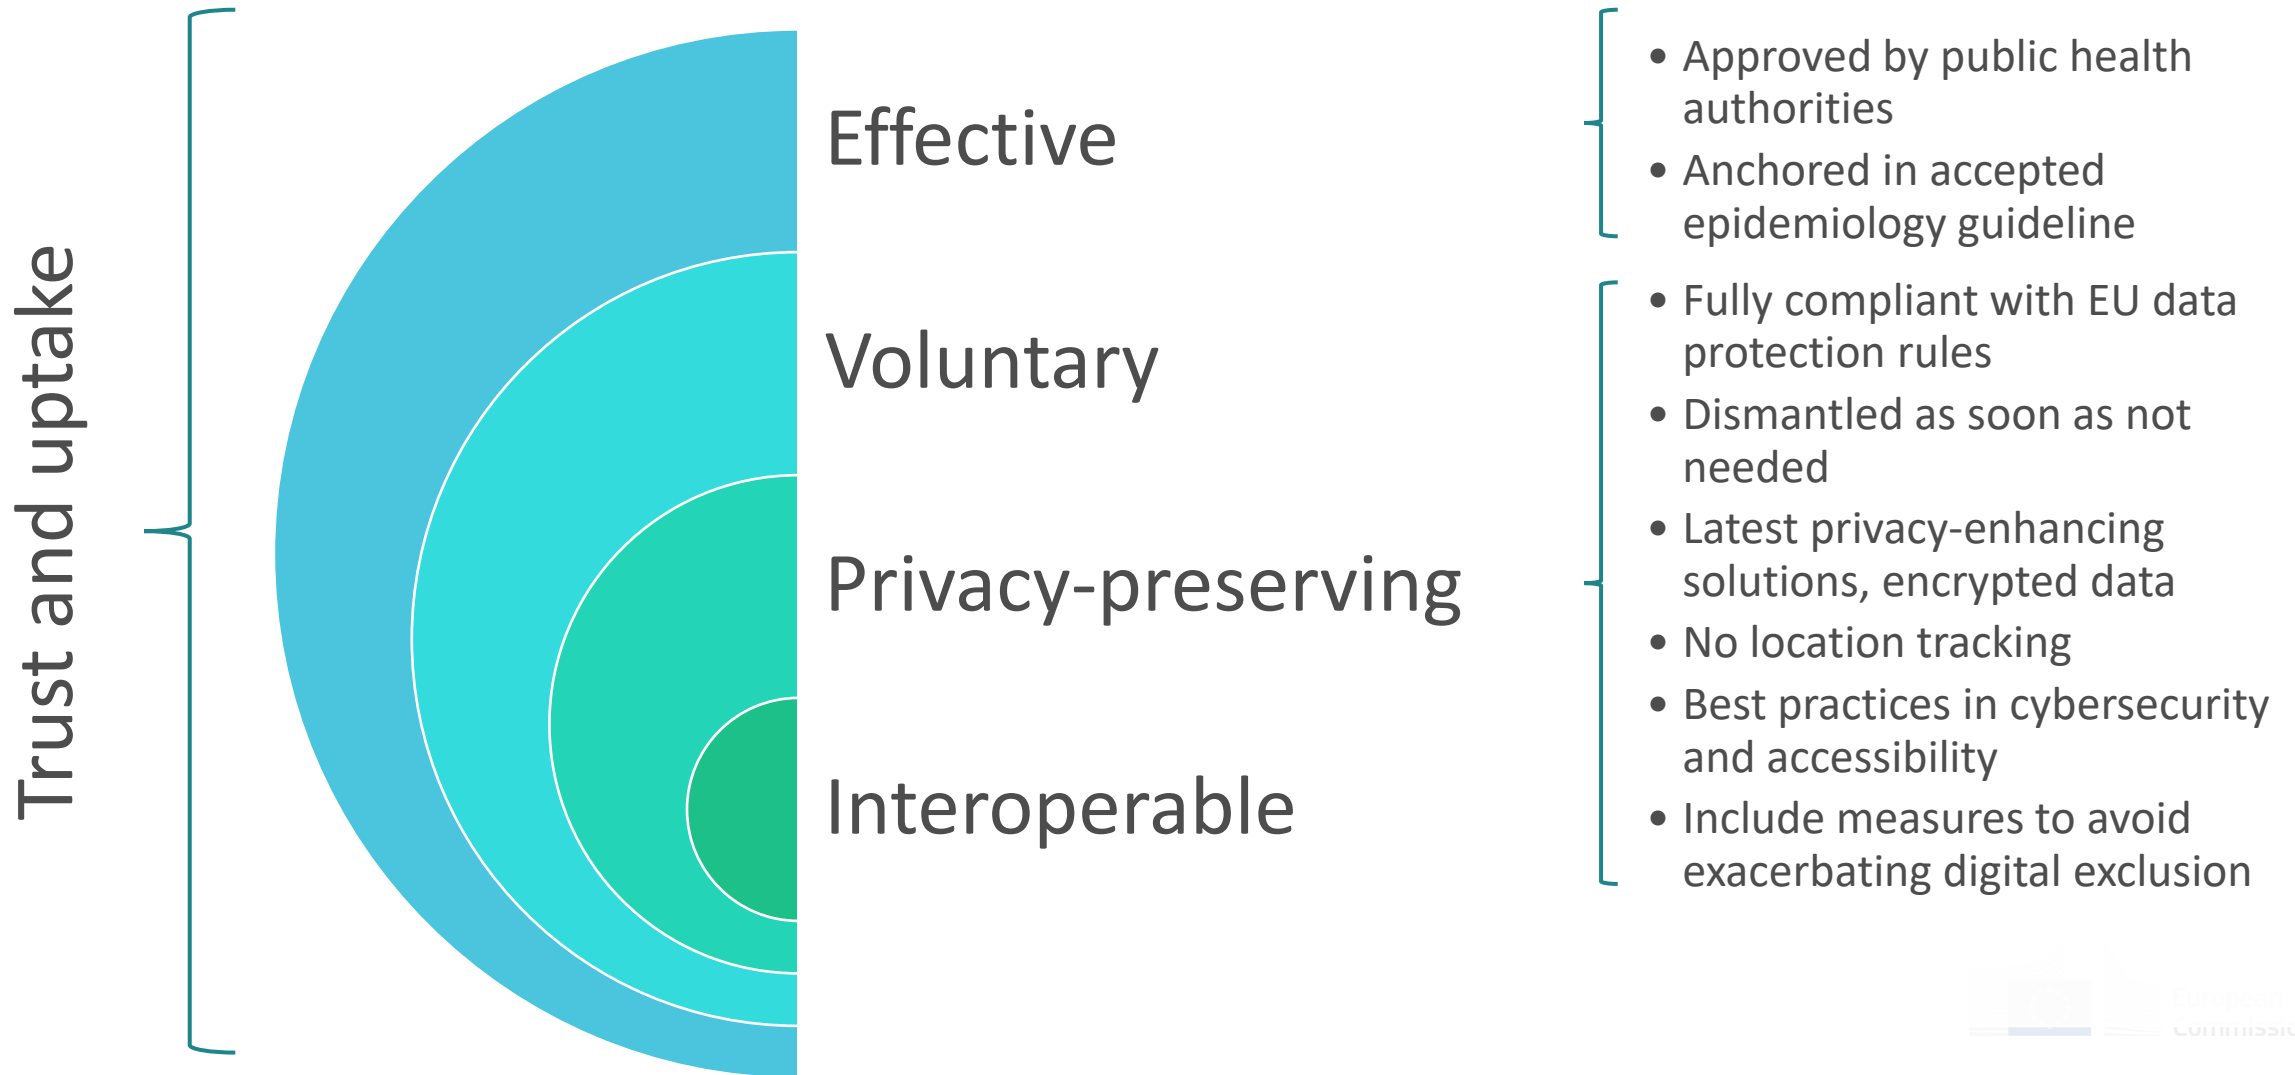 Trust and uptake
Effective
Voluntary
Privacy-preserving
Interoperable
• Approved by public health
authorities
• Anchored in accepted
epidemiology guideline
• Fully compliant with EU data
protection rules
• Dismantled as soon as not
needed
• Latest privacy-enhancing
solutions, encrypted data
• No location tracking
• Best practices in cybersecurity
and accessibility
• Include measures to avoid
exacerbating digital exclusion